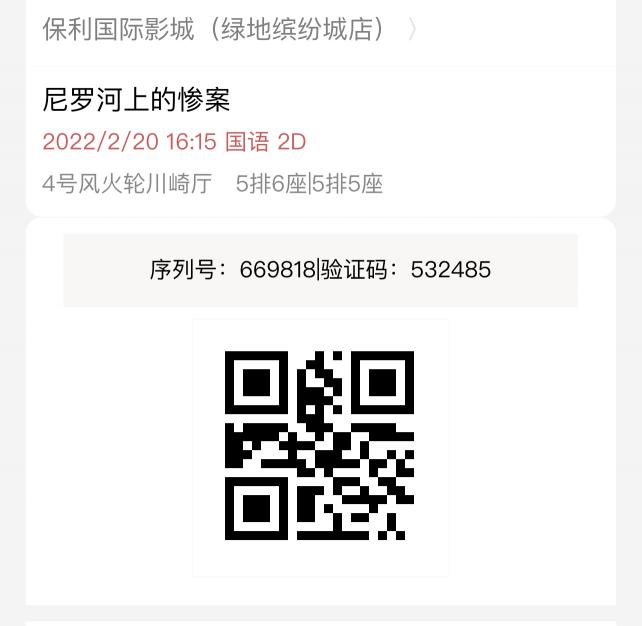 保利国际影城（绿地缤纷城店）
尼罗河上的惨案
2022/2/20 16:15 国语 2D
4号风火轮川崎厅 5排6座|5排5座
序列号：669818|验证码：532485